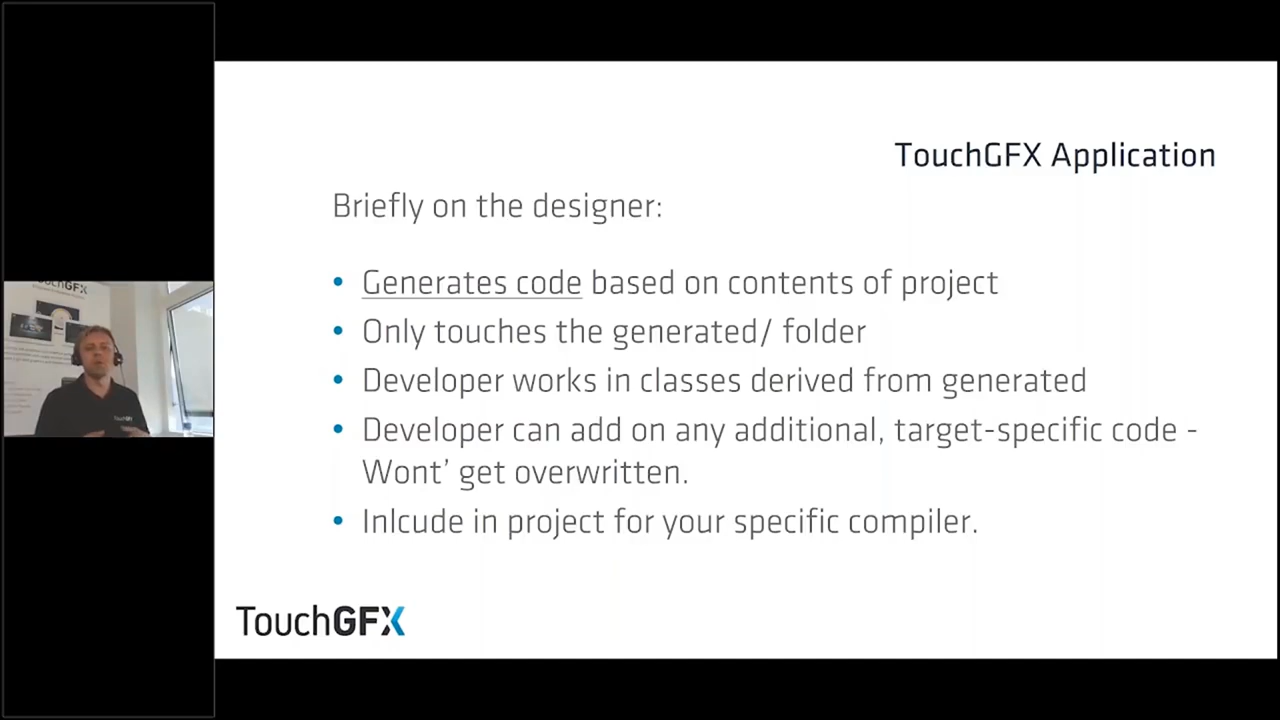 TouchGFX Application
Briefly on the designer:
• Generates code based on contents of project
• Only touches the generated/ folder
• Developer works in classes derived from generated
• Developer can add on any additional, target-specific code -
Wont’ get overwritten.
• Inlcude in project for your specific compiler.
TouchGFX